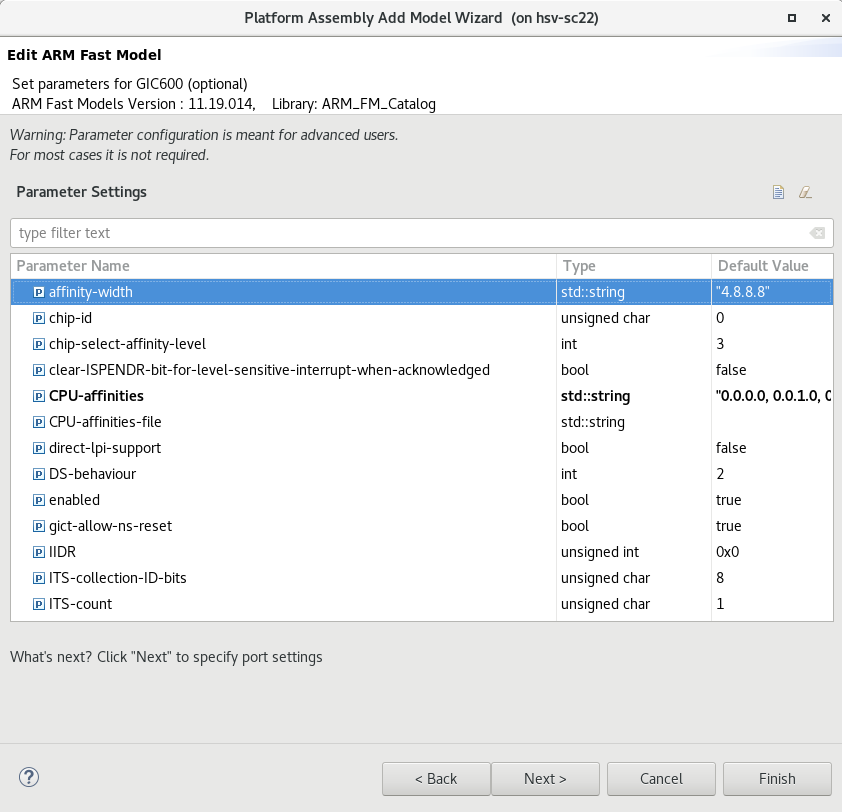 Platform Assembly Add Model Wizard (on hsv-sc22)
Edit ARM Fast Model
Set parameters for GIC600 (optional)
ARM Fast Models Version : 11.19.014, Library: ARM_FM_Catalog
Warning: Parameter configuration is meant for advanced users.
For most cases it is not required.
Parameter Settings
type filter text
Parameter Name Type Default Value
P affinity-width std::string "4.8.8.8"
P chip-id unsigned char 0
P chip-select-affinity-level int 3
P clear-ISPENDR-bit-for-level-sensitive-interrupt-when-acknowledged bool false
P CPU-affinities std::string "0.0.0.0, 0.0.1.0, 0
P CPU-affinities-file std::string
P direct-lpi-support bool false
P DS-behaviour int 2
P enabled bool true
P gict-allow-ns-reset bool true
P IIDR unsigned int 0x0
P ITS-collection-ID-bits unsigned char 8
P ITS-count unsigned char 1
What's next? Click "Next" to specify port settings
? < Back Next > Cancel Finish